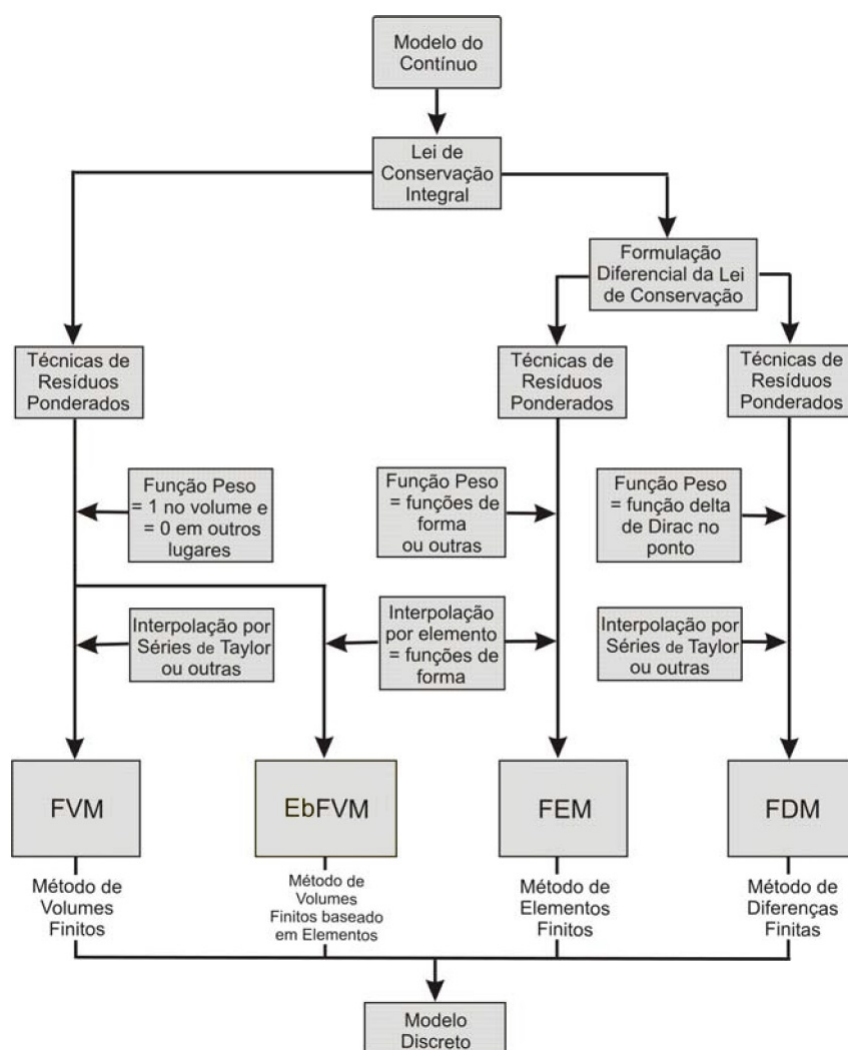 Modelo do
Contínuo
Lei de
Conservação
Integral
Formulação
Diferencial da Lei
de Conservação
Técnicas de
Resíduos
Ponderados
Técnicas de
Resíduos
Ponderados
Técnicas de
Resíduos
Ponderados
Função Peso
= 1 no volume e
= 0 em outros
lugares
Função Peso
= funções de
forma
ou outras
Função Peso
= função delta
de Dirac no
ponto
Interpolação por
Séries de Taylor
ou outras
Interpolação
por elemento
= funções de
forma
Interpolação por
Séries de Taylor
ou outras
FVM
EbFVM
FEM
FDM
Método de
Volumes
Finitos
Método de
Volumes
Finitos baseado
em Elementos
Método de
Elementos
Finitos
Método de
Diferenças
Finitas
Modelo
Discreto